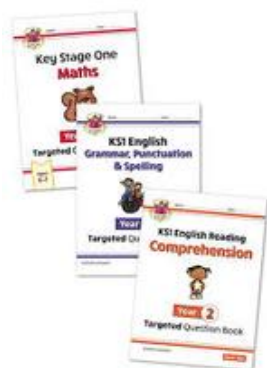 Key Stage One
Maths
Year
Targeted
KS1 English
Grammar, Punctuation
& Spelling
Year
Targeted Qu
KS1 English Reading
Comprehension
Year 2
Targeted Question Book